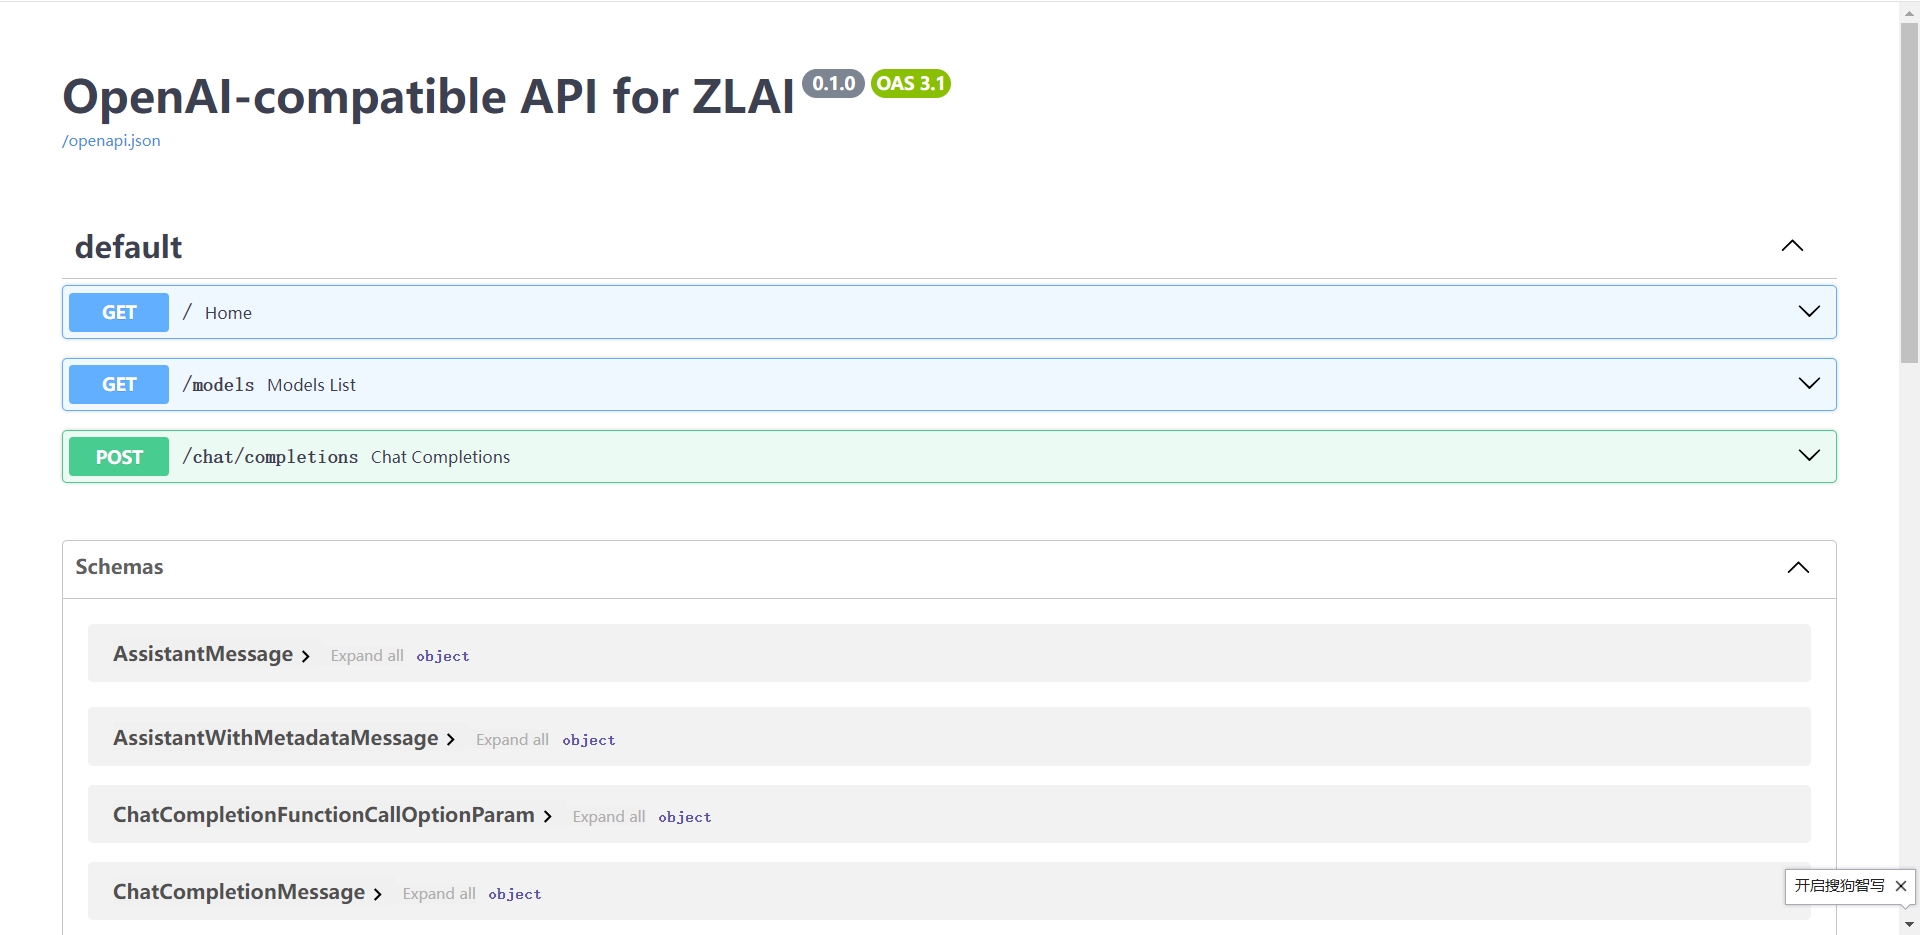 OpenAI-compatible API for ZLAI 0.1.0 OAS 3.1
/openapi.json
default
GET / Home
GET /models Models List
POST /chat/completions Chat Completions
Schemas
AssistantMessage Expand all object
AssistantWithMetadataMessage Expand all object
ChatCompletionFunctionCallOptionParam Expand all object
ChatCompletionMessage Expand all object
开启搜狗智写